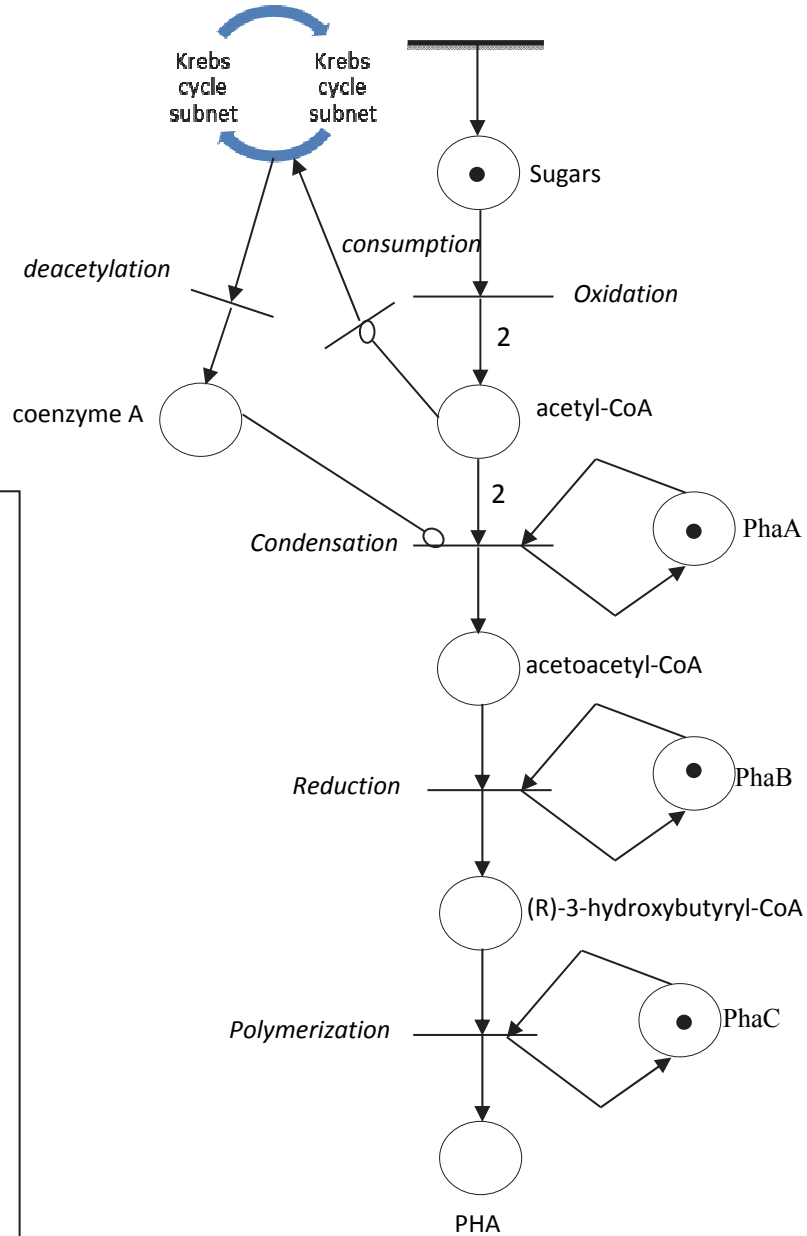 Krebs
cycle
subnet
Krebs
cycle
subnet
Sugars
consumption
deacetylation
Oxidation
2
coenzyme A
acetyl-CoA
2
Condensation
PhaA
acetoacetyl-CoA
Reduction
PhaB
(R)-3-hydroxybutyryl-CoA
Polymerization
PhaC
PHA